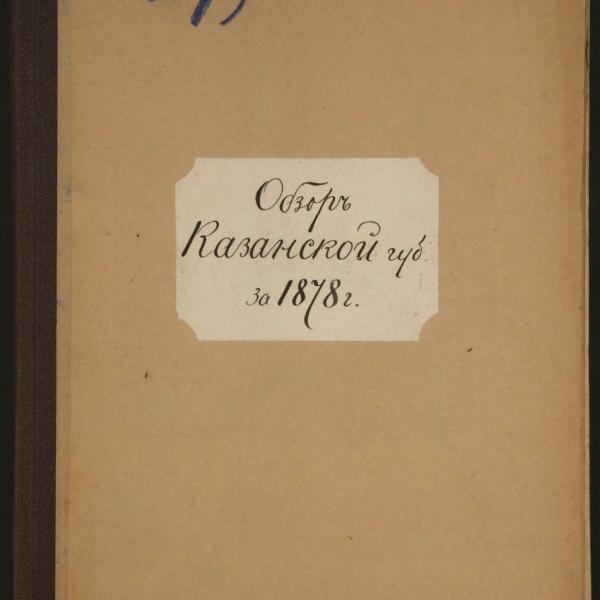 Обзоръ
Казанской губ.
за 1878 г.